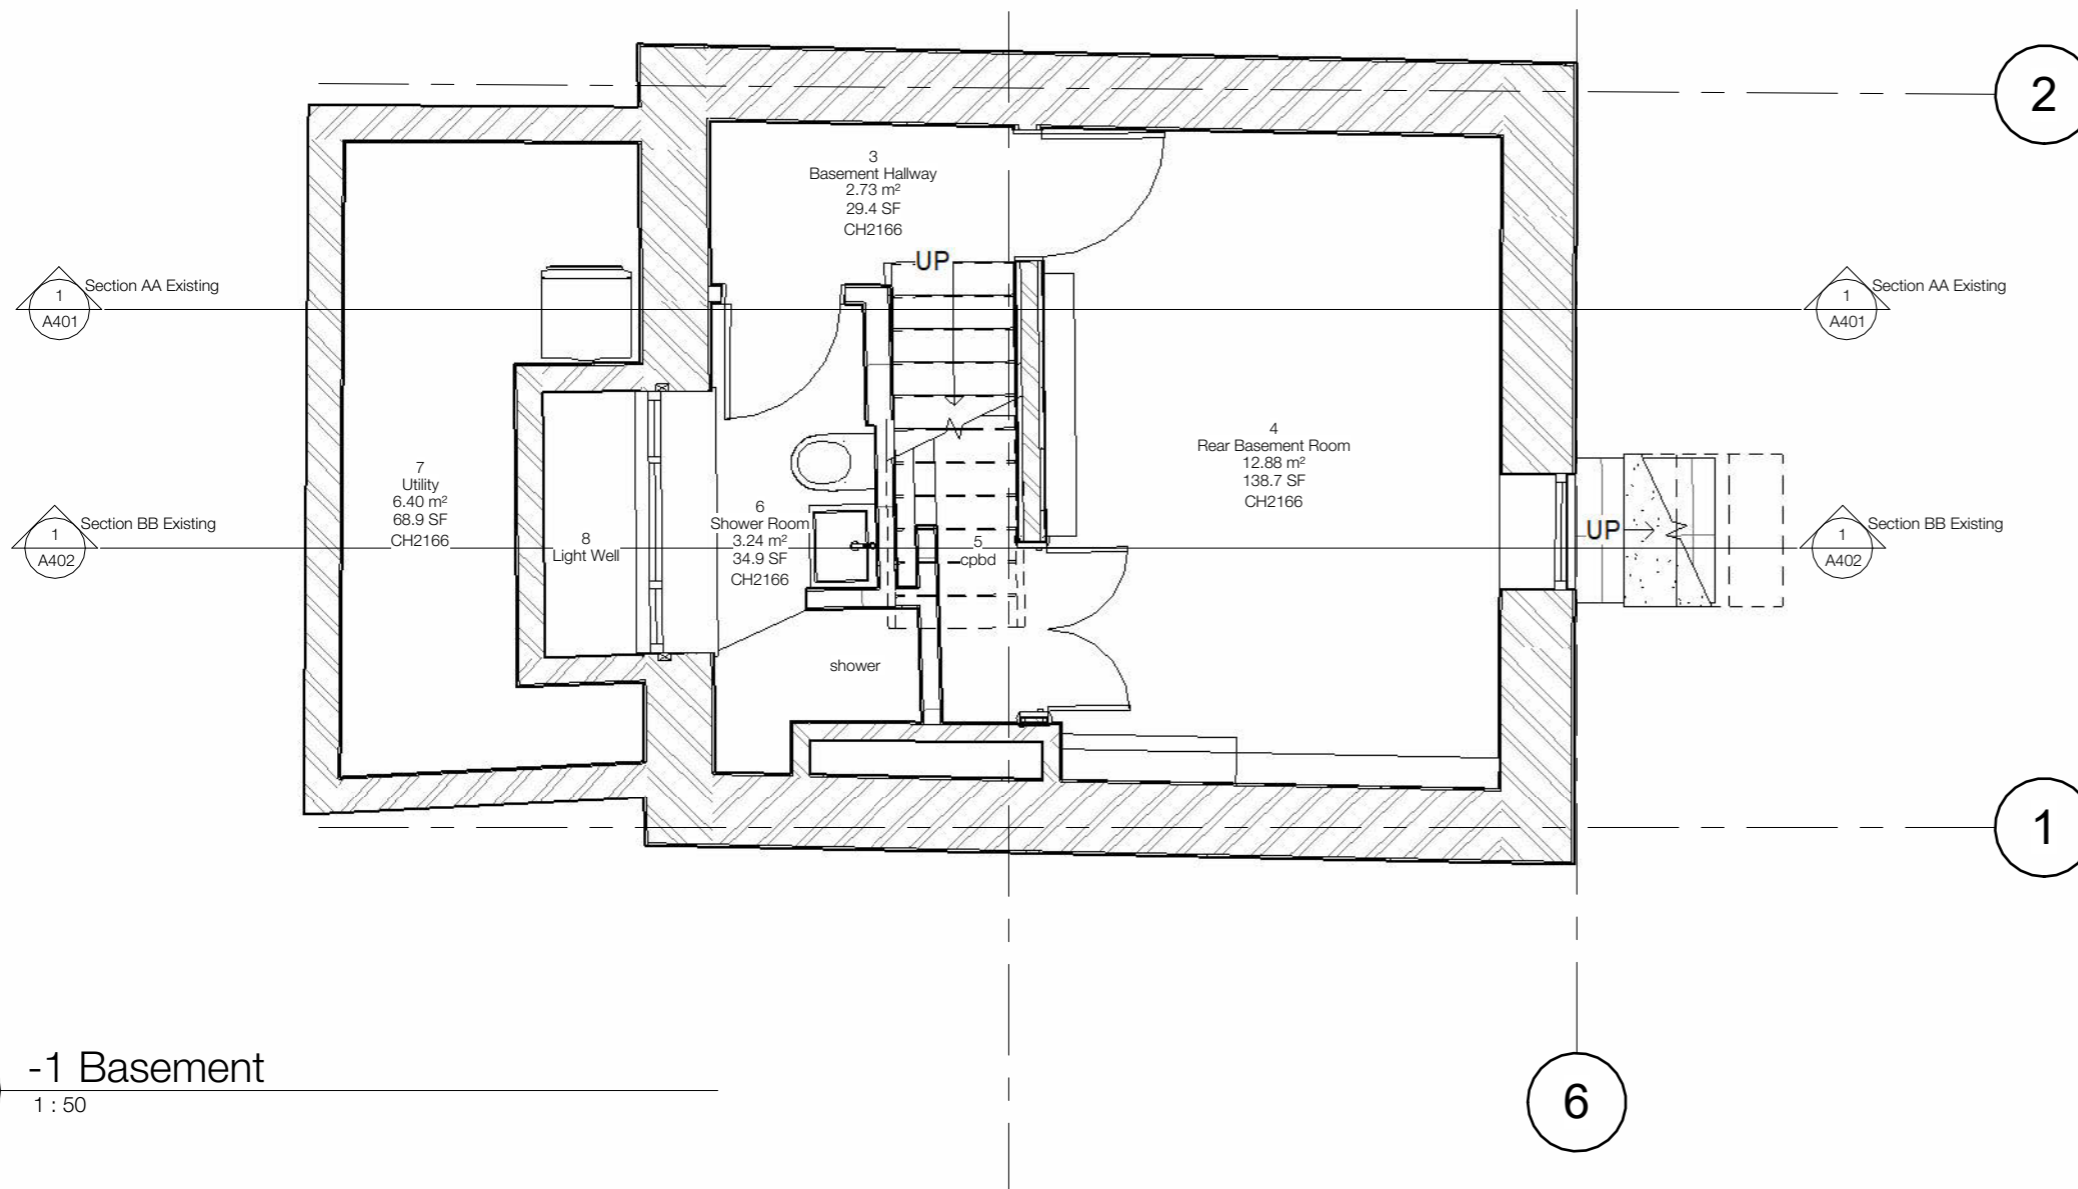 2
3
Basement Hallway
2.73 m²
29.4 SF
CH2166
UP
Section AA Existing
1
A401
Section AA Existing
1
A401
4
Rear Basement Room
12.88 m²
138.7 SF
CH2166
7
Utility
6.40 m²
68.9 SF
CH2166
6
Shower Room
3.24 m²
34.9 SF
CH2166
8
Light Well
5
cpbd
UP
Section BB Existing
1
A402
Section BB Existing
1
A402
shower
1
-1 Basement
1 : 50
6